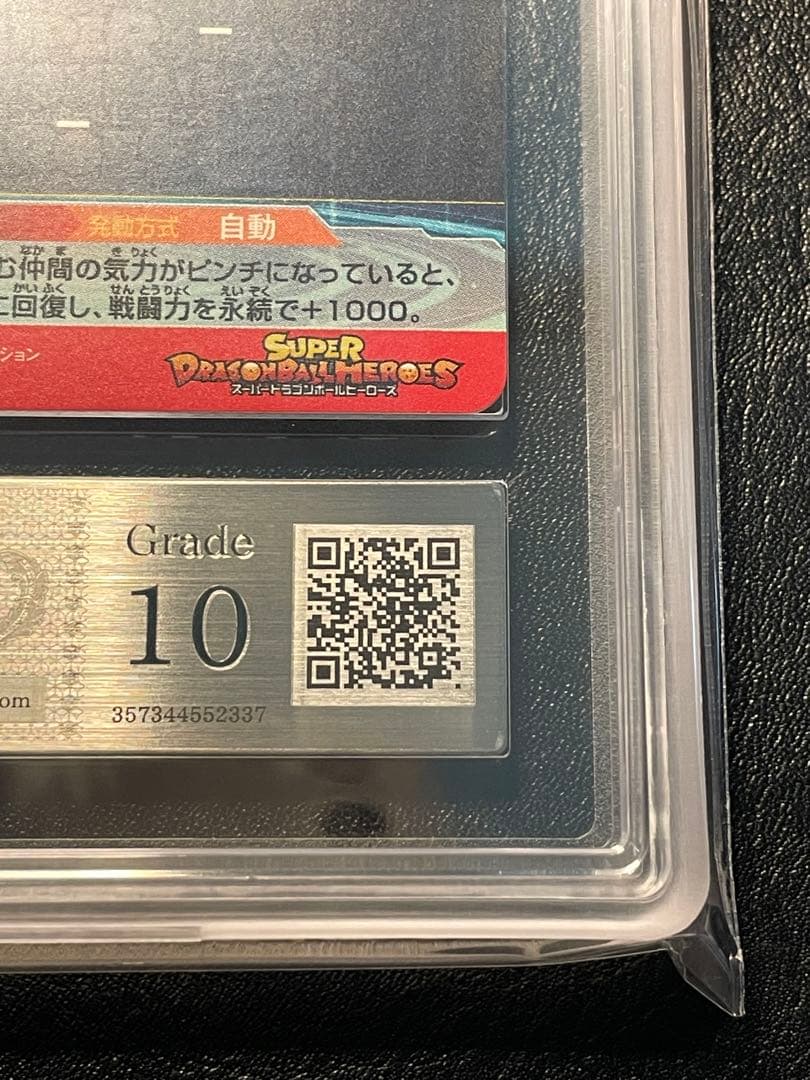 発動方式 自動
む仲間の気力がピンチになっていると、
に回復し、戦闘力を永続で+1000。
ション
SUPER
DRAGONBALL HEROES
スーパードラゴンボールヒーローズ
Grade
10
om
357344552337